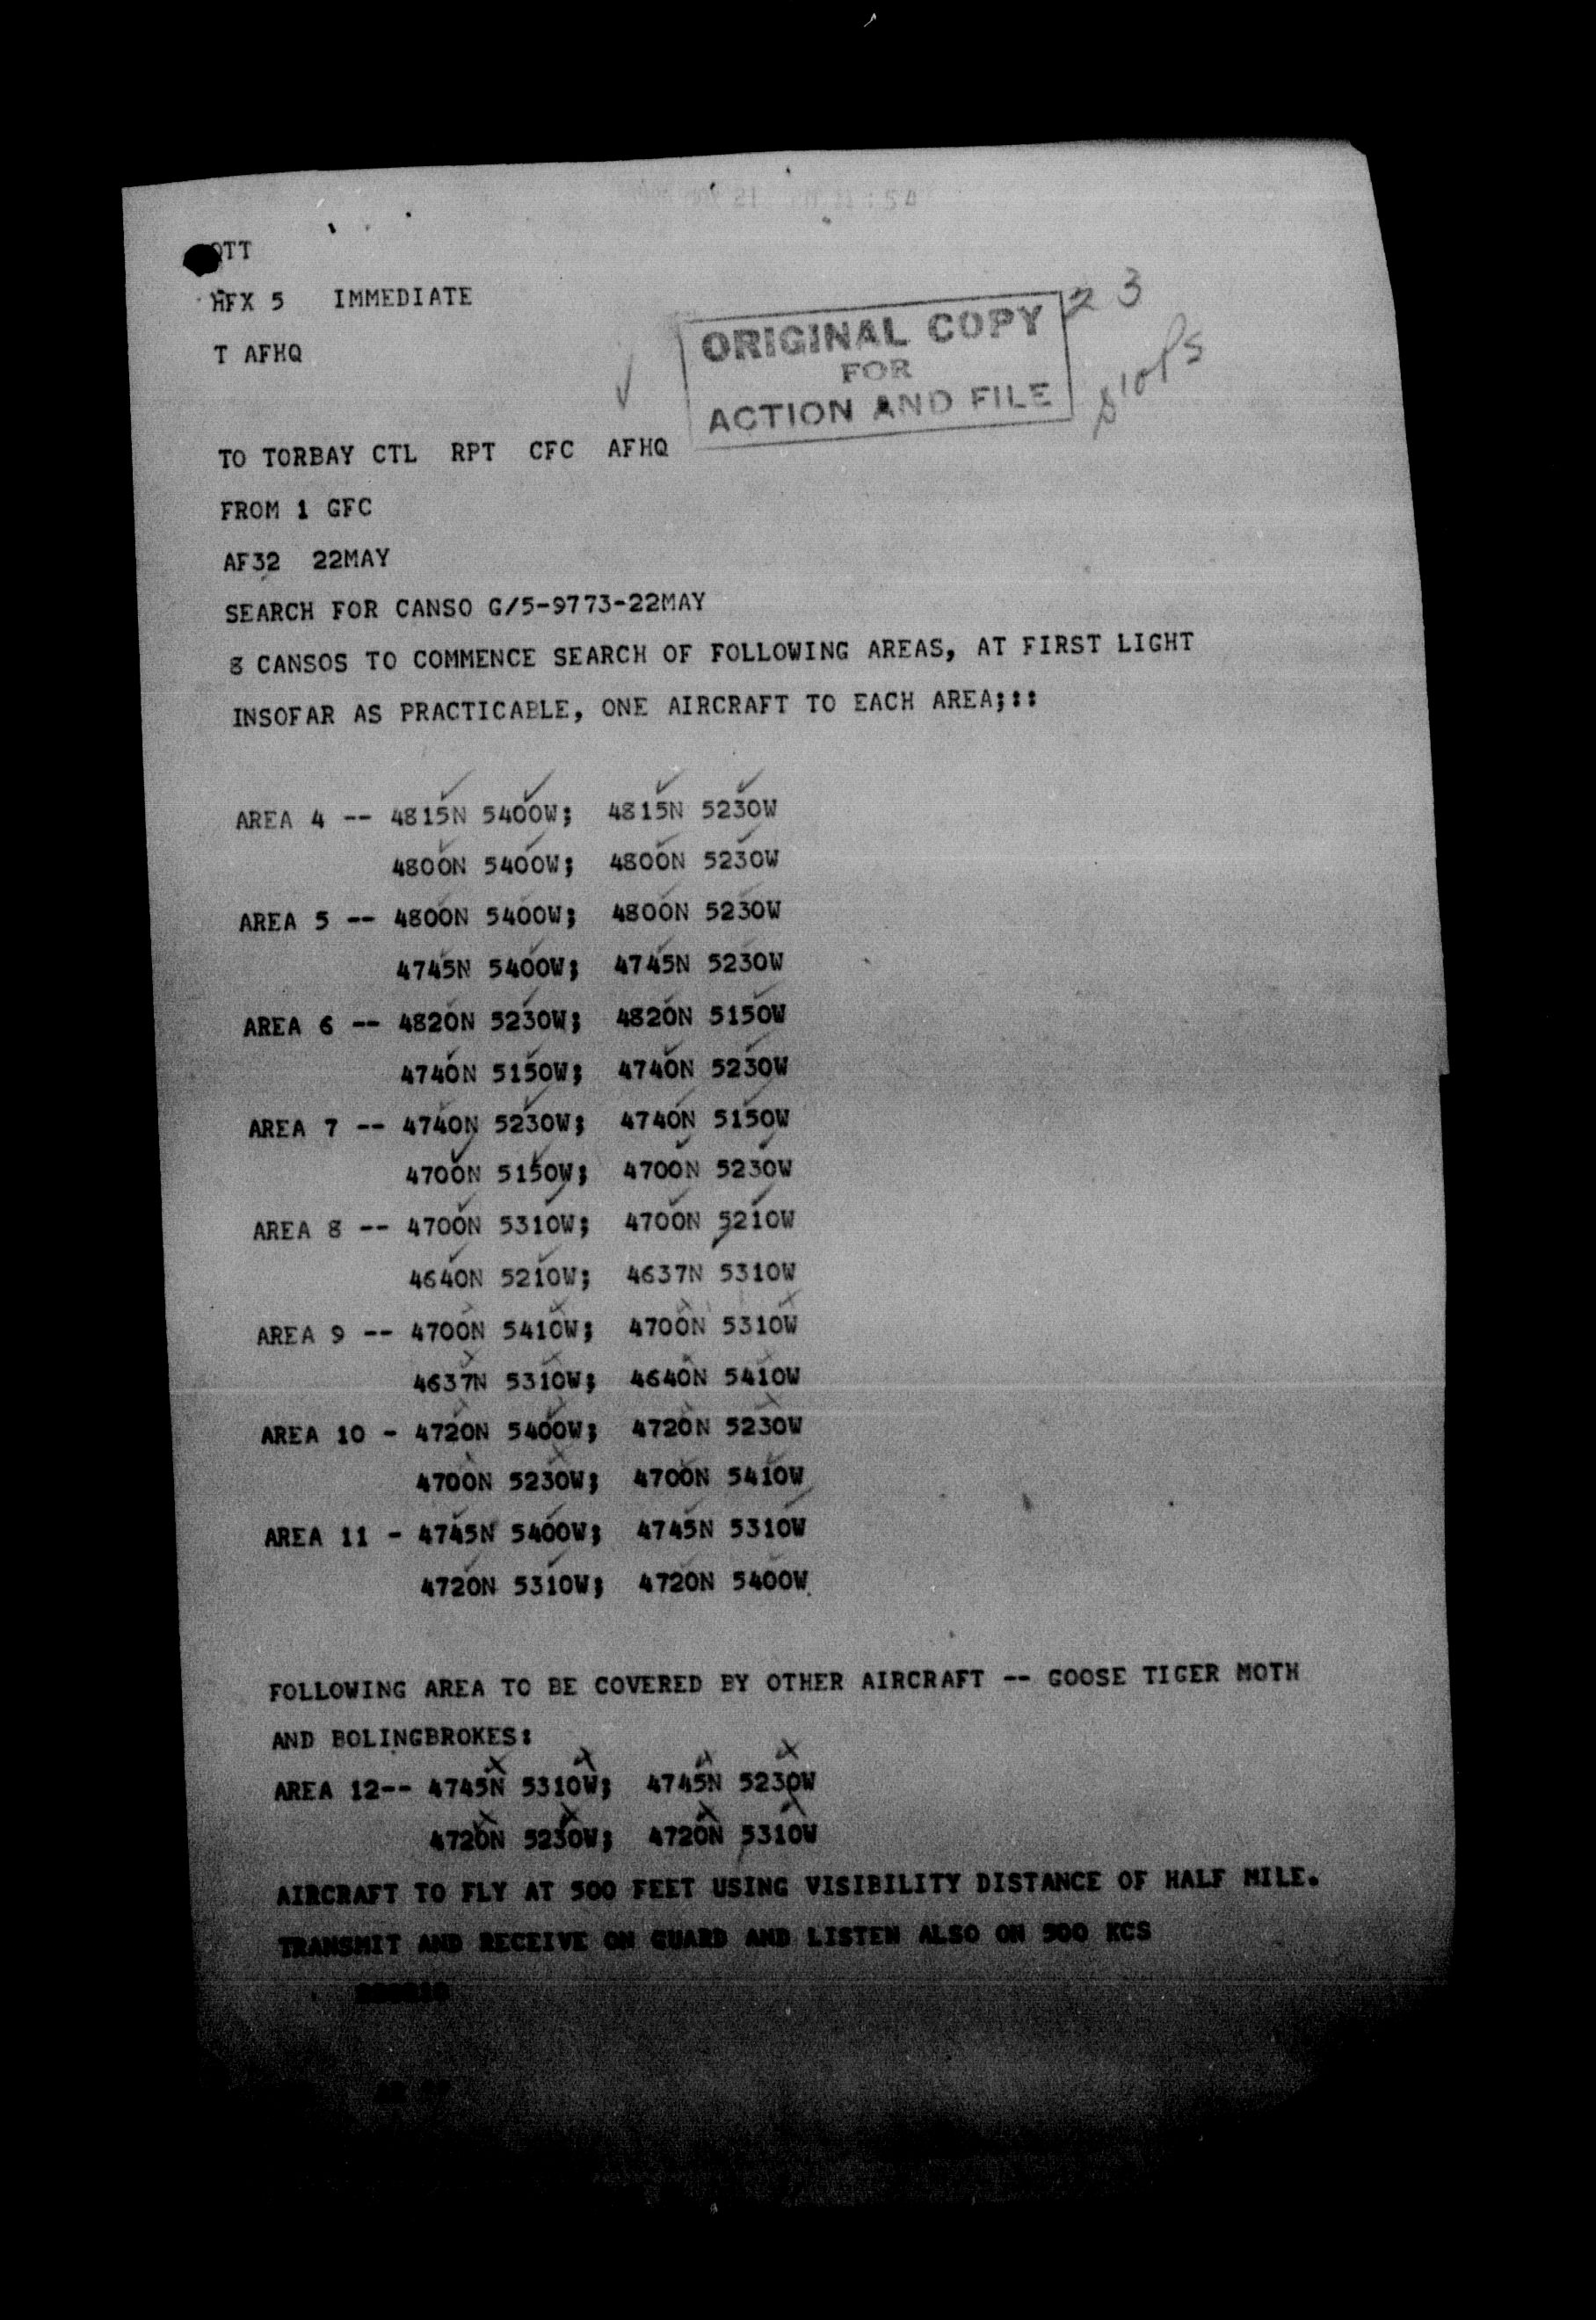 OTT
HFX 5 IMMEDIATE
T AFHQ
23
ORIGINAL COPY
FOR
ACTION AND FILE
TO TORBAY CTL RPT CFC AFHQ
FROM 1 GFC
AF32 22MAY
SEARCH FOR CANSO G/5-9773-22MAY
8 CANSOS TO COMMENCE SEARCH OF FOLLOWING AREAS, AT FIRST LIGHT
INSOFAR AS PRACTICABLE, ONE AIRCRAFT TO EACH AREA;::
AREA 4 -- 4815N 5400W; 4815N 5230W
4800N 5400W; 4800N 5230W
AREA 5 -- 4800N 5400W; 4800N 5230W
4745N 5400W; 4745N 5230W
AREA 6 -- 4820N 5230W; 4820N 5150W
4740N 5150W; 4740N 5230W
AREA 7 -- 4740N 5230W; 4740N 5150W
4700N 5150W; 4700N 5230W
AREA 8 -- 4700N 5310W; 4700N 5210W
4640N 5210W; 4637N 5310W
AREA 9 -- 4700N 5410W; 4700N 5310W
4637N 5310W; 4640N 5410W
AREA 10 - 4720N 5400W; 4720N 5230W
4700N 5230W; 4700N 5410W
AREA 11 - 4745N 5400W; 4745N 5310W
4720N 5310W; 4720N 5400W
FOLLOWING AREA TO BE COVERED BY OTHER AIRCRAFT -- GOOSE TIGER MOTH
AND BOLINGBROKES:
AREA 12-- 4745N 5310W; 4745N 5230W
4720N 5230W; 4720N 5310W
AIRCRAFT TO FLY AT 500 FEET USING VISIBILITY DISTANCE OF HALF MILE.
TRANSMIT AND RECEIVE ON GUARD AND LISTEN ALSO ON 500 KCS